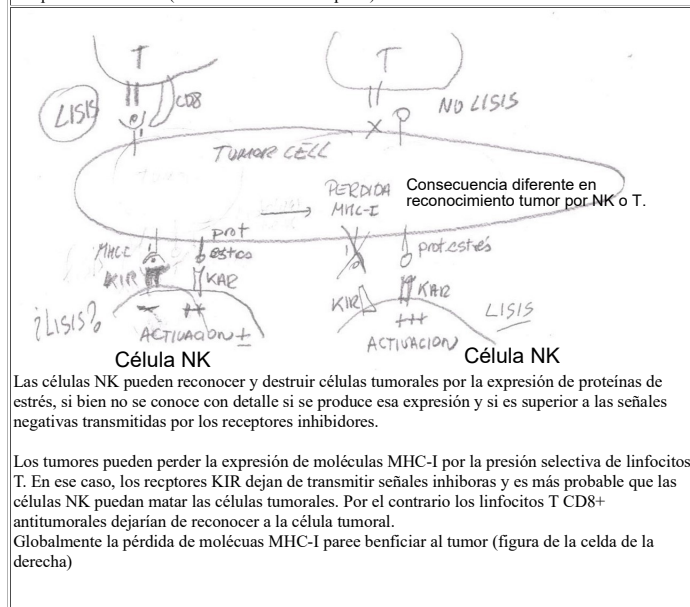 T
T
LISIS
CD8
NO LISIS
X
TUMOR CELL
PERDIDA
MHC-I
Consecuencia diferente en
reconocimiento tumor por NK o T.
MHC-I
prot
estres
prot.estrés
KIR
KAR
KIR
KAR
¿LISIS?
- +++
+++
LISIS
ACTIVACION ±
ACTIVACION
Célula NK
Célula NK
Las células NK pueden reconocer y destruir células tumorales por la expresión de proteínas de
estrés, si bien no se conoce con detalle si se produce esa expresión y si es superior a las señales
negativas transmitidas por los receptores inhibidores.
Los tumores pueden perder la expresión de moléculas MHC-I por la presión selectiva de linfocitos
T. En ese caso, los recptores KIR dejan de transmitir señales inhiboras y es más probable que las
células NK puedan matar las células tumorales. Por el contrario los linfocitos T CD8+
antitumorales dejarían de reconocer a la célula tumoral.
Globalmente la pérdida de molécuas MHC-I paree benficiar al tumor (figura de la celda de la
derecha)